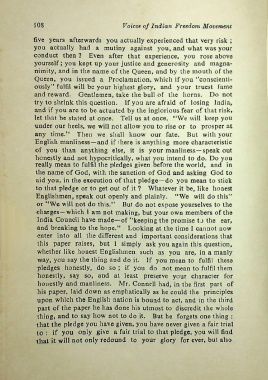 108 Voices of Indian Freedom Movement
five years afterwards you actually experienced that very risk ;
you actually had a mutiny against you, and what was your
conduct then ? Even after that experience, you rose above
yourself ; you kept up your justice and generosity and magna-
nimity, and in the name of the Queen, and by the mouth of the
Queen, you issued a Proclamation, which if you "conscienti-
ously" fulfil will be your highest glory, and your truest fame
and reward. Gentlemen, take the bull of the horns. Do not
try to shrink this question. If you are afraid of losing India,
and if you are to be actuated by the inglorious fear of that risk,
let that be stated at once. Tell us at once, "We will keep you
under our heels, we will not allow you to rise or to prosper at
any time." Then we shall know our fate. But with your
English manliness—and if there is anything more characteristic
of you than anything else, it is your manliness—speak out
honestly and not hypocritically, what you intend to do. Do you
really mean to fulfil the pledges given before the world, and in
the name of God, with the sanction of God and asking God to
aid you, in the execution of that pledge—do you mean to stick
to that pledge or to get out of it ? Whatever it be, like honest
Englishmen, speak out openly and plainly. "We will do this"
or "We will not do this." But do not expose yourselves to the
charges—which I am not making, but your own members of the
India Council have made—of "keeping the promise to the ear,
and breaking to the hope." Looking at the time I cannot now
enter into all the different and important considerations that
this paper raises, but I simply ask you again this question,
whether like honest Englishmen such as you are, in a manly
way, you say the thing and do it. If you mean to fulfil these
pledges honestly, do so ; if you do not mean to fulfil them
honestly, say so, and at least preserve your character for
honestly and manliness. Mr. Connell had, in the first part of
his paper, laid down as emphatically as he could the principles
upon which the English nation is bound to act, and in the third
part of the paper he has done his utmost to discredit the whole
thing, and to say how not to do it. But he forgets one thing :
that the pledge you have given, you have never given a fair trial
to : if you only give a fair trial to that pledge, you will find
that it will not only redound to your glory for ever, but also